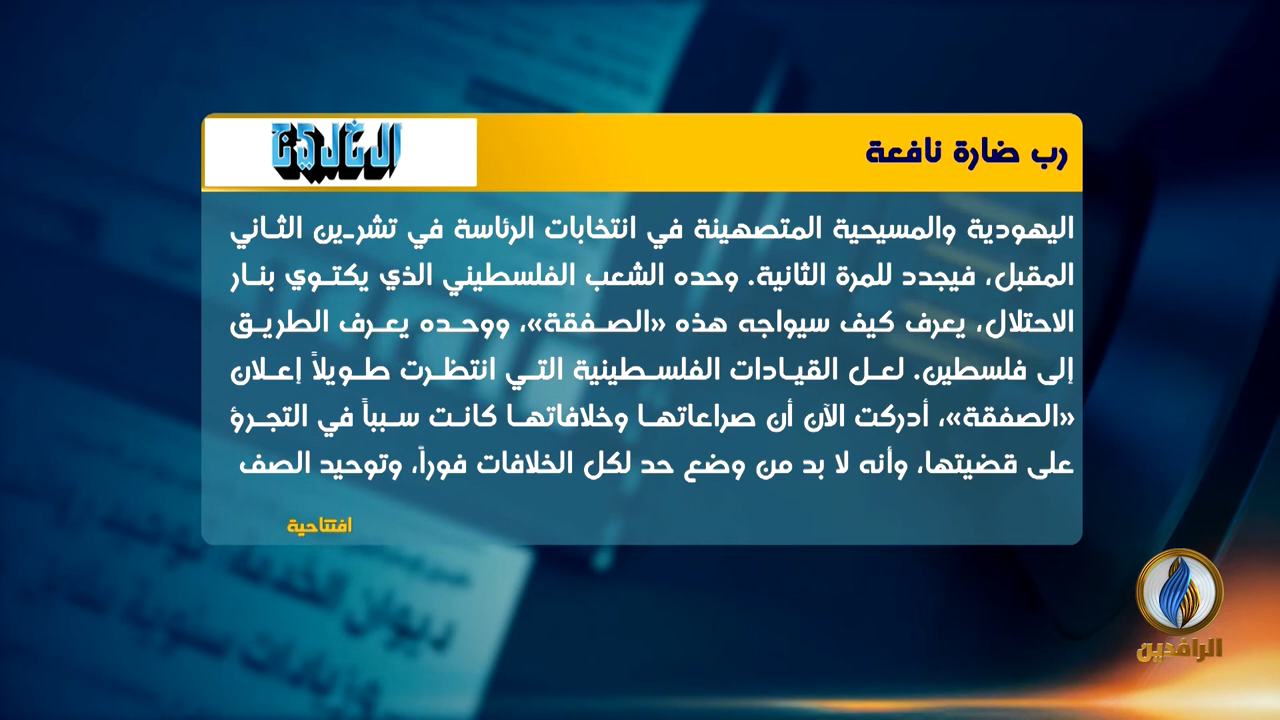 رب ضارة نافعة
الخليج
اليهودية والمسيحية المتصهينة في انتخابات الرئاسة في تشرين الثاني
المقبل، فيجدد للمرة الثانية. وحده الشعب الفلسطيني الذي يكتوي بنار
الاحتلال، يعرف كيف سيواجه هذه «الصفقة»، ووحده يعرف الطريق
إلى فلسطين. لعل القيادات الفلسطينية التي انتظرت طويلاً إعلان
«الصفقة»، أدركت الآن أن صراعاتها وخلافاتها كانت سبباً في التجرؤ
على قضيتها، وأنه لا بد من وضع حد لكل الخلافات فوراً، وتوحيد الصف
افتتاحية
ديوان الخدمة
الرافدين